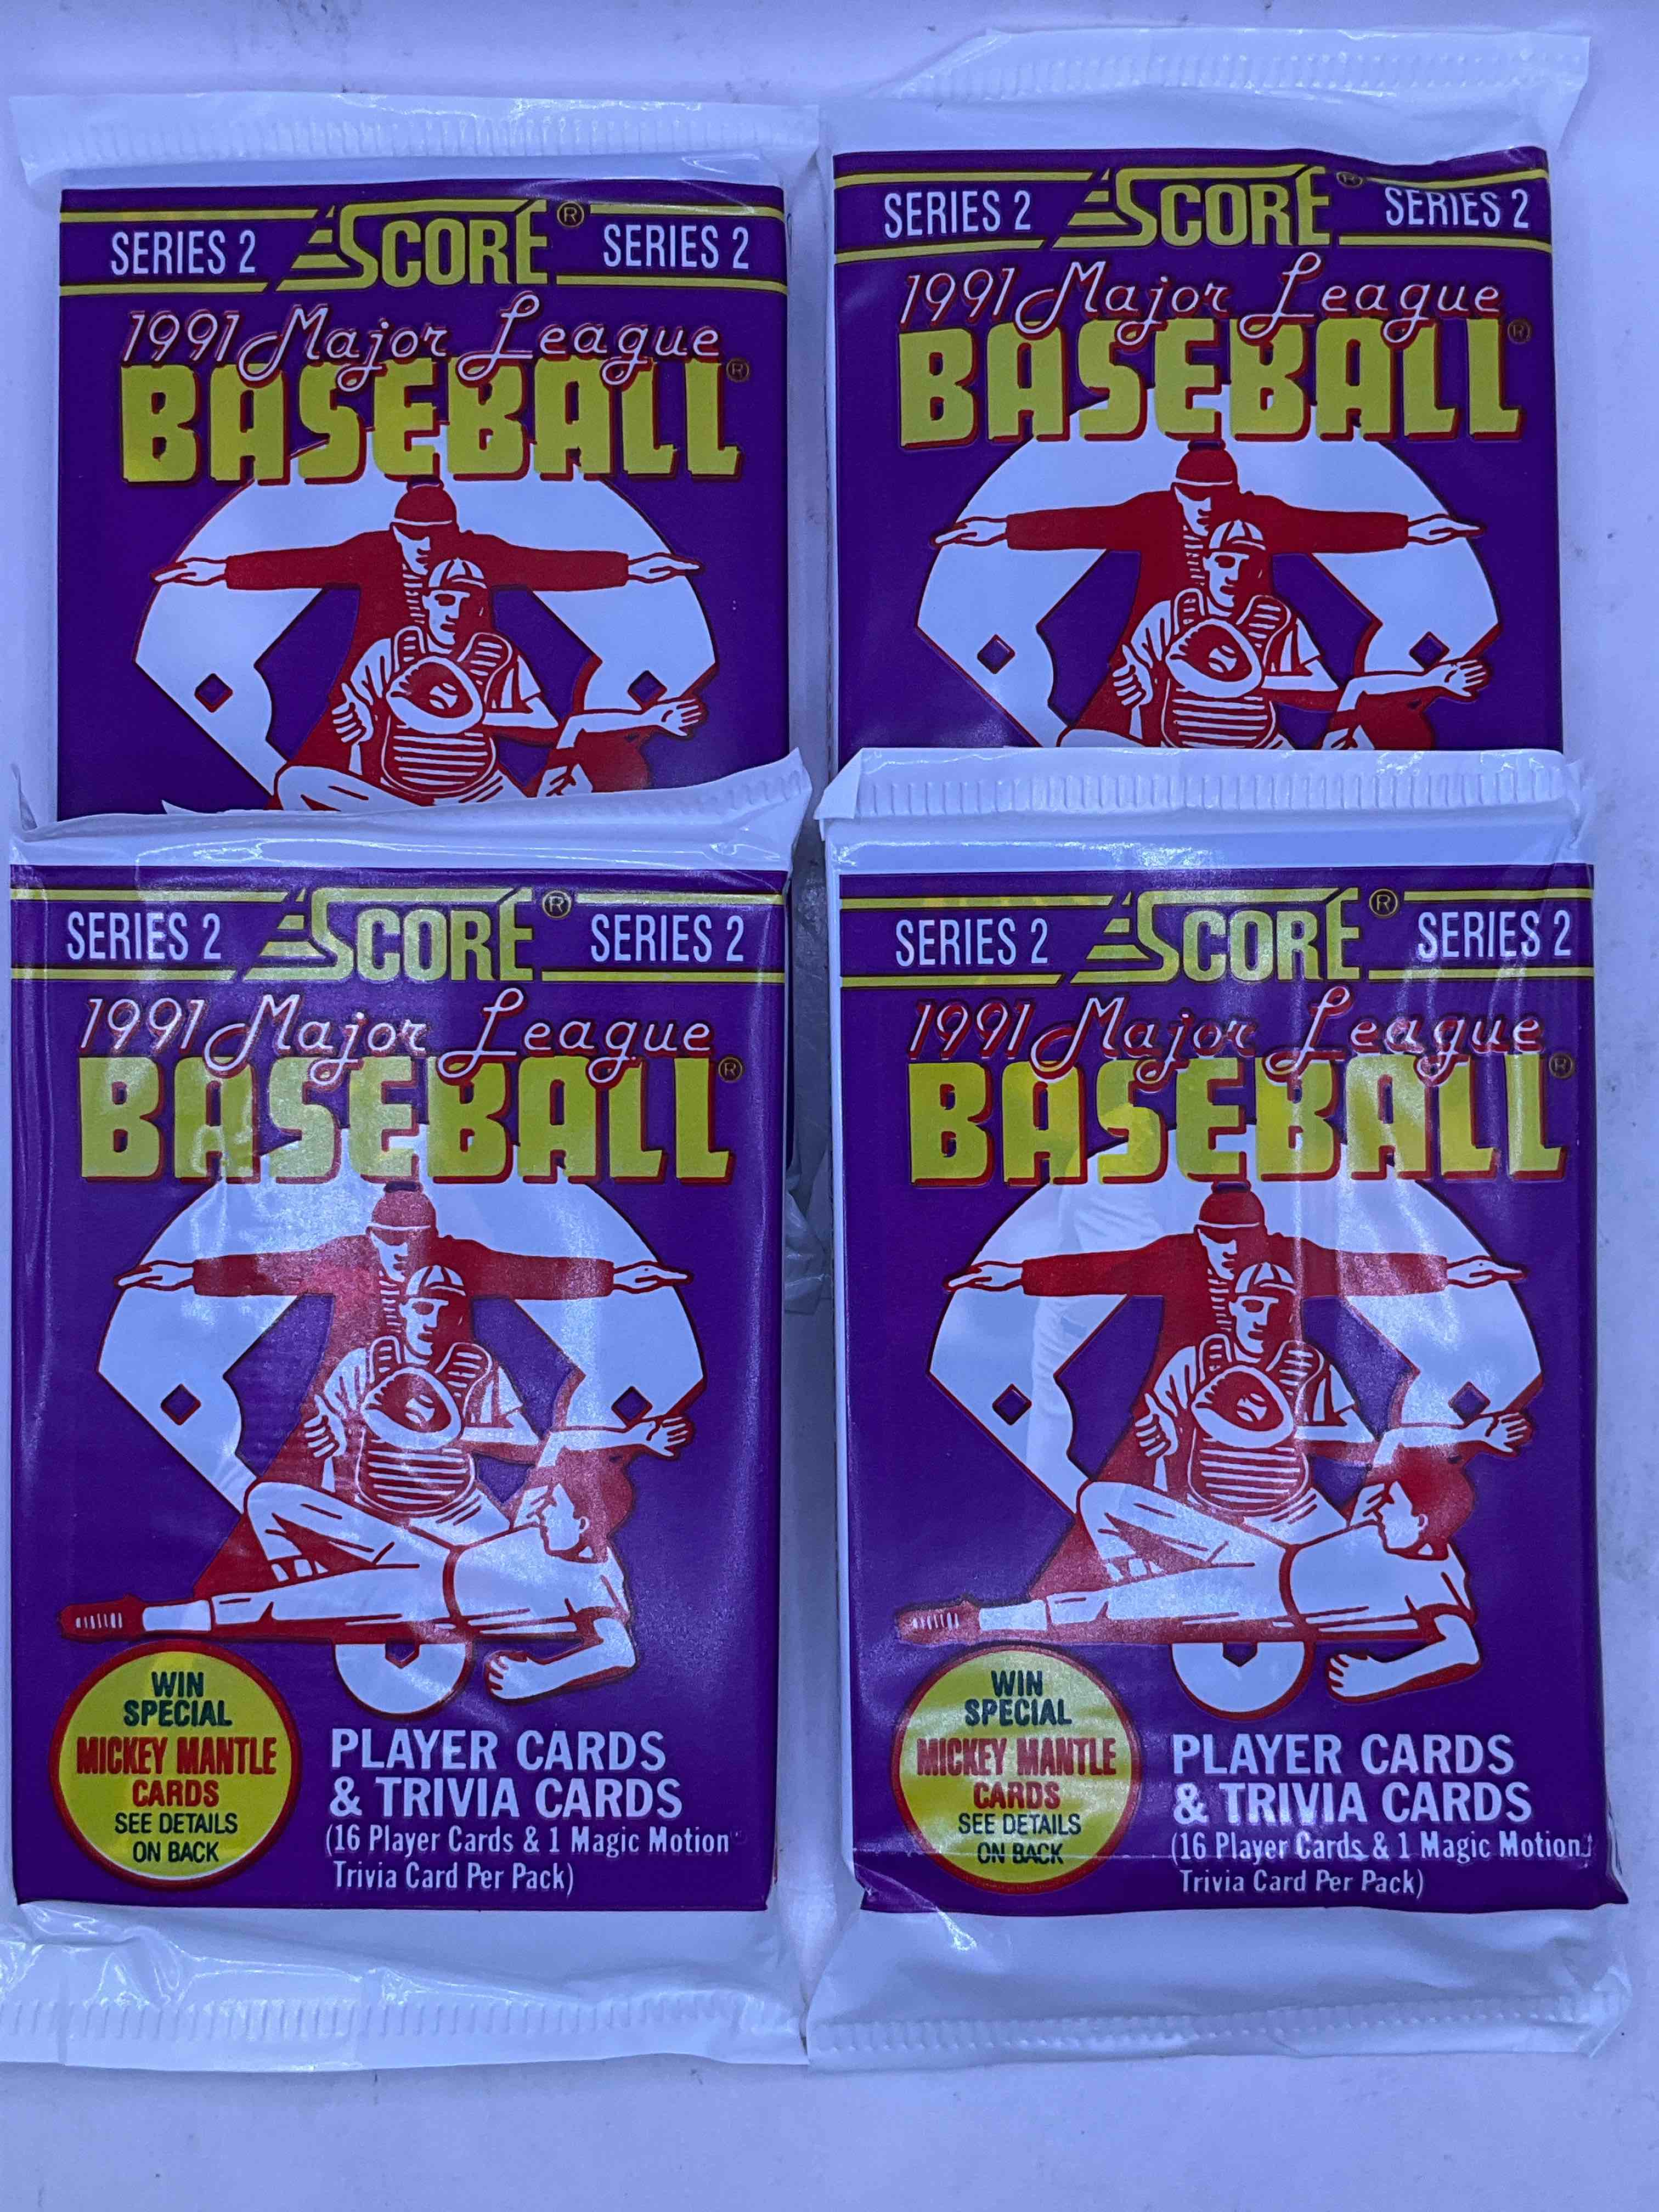 SERIES 2 SCORE® SERIES 2
1991 Major League
BASEBALL®
SERIES 2 SCORE® SERIES 2
1991 Major League
BASEBALL®
SERIES 2 SCORE® SERIES 2
1991 Major League
BASEBALL®
WIN
SPECIAL
MICKEY MANTLE
CARDS
SEE DETAILS
ON BACK
PLAYER CARDS
& TRIVIA CARDS
(16 Player Cards & 1 Magic Motion
Trivia Card Per Pack)
SERIES 2 SCORE® SERIES 2
1991 Major League
BASEBALL®
WIN
SPECIAL
MICKEY MANTLE
CARDS
SEE DETAILS
ON BACK
PLAYER CARDS
& TRIVIA CARDS
(16 Player Cards & 1 Magic Motion
Trivia Card Per Pack)